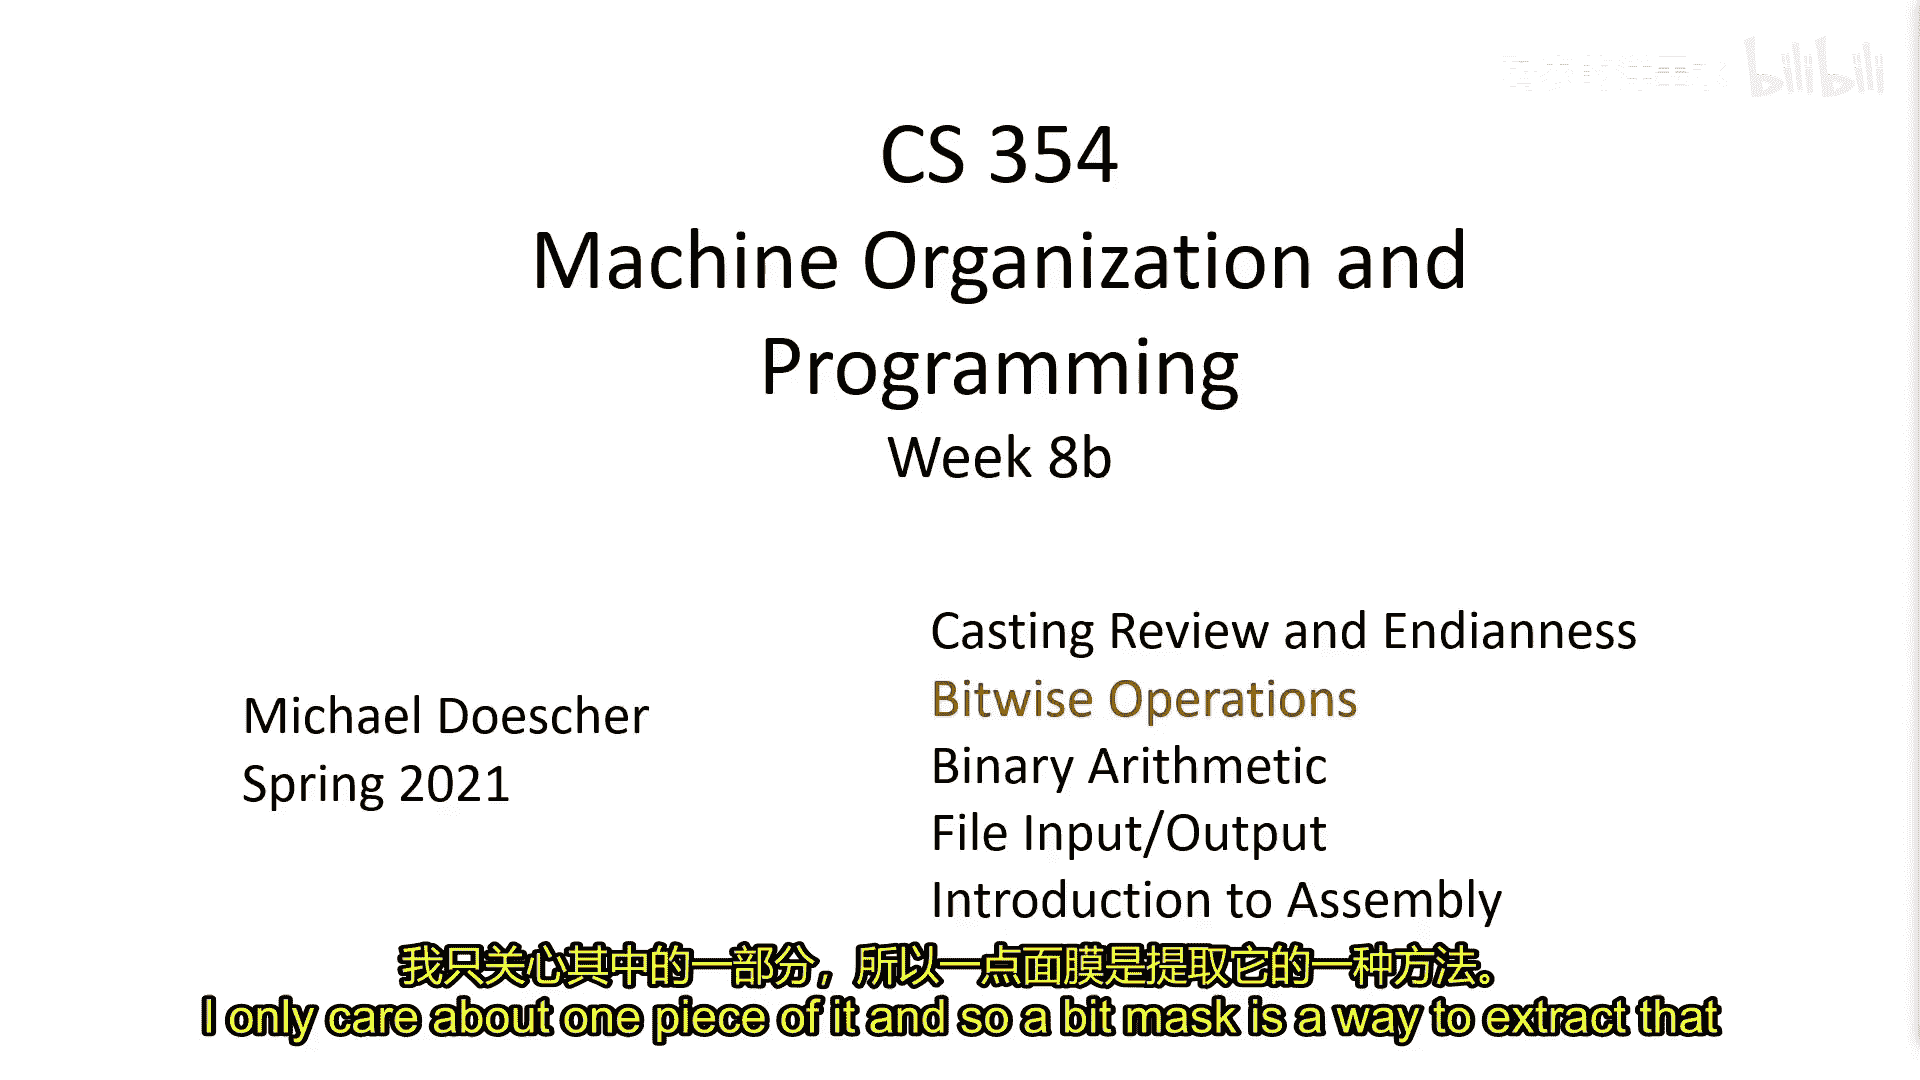 bilibili
CS 354
Machine Organization and
Programming
Week 8b
Michael Doescher
Spring 2021
Casting Review and Endianness
Bitwise Operations
Binary Arithmetic
File Input/Output
Introduction to Assembly
我只关心其中的一部分，所以一点面膜是提取它的一种方法。
I only care about one piece of it and so a bit mask is a way to extract that